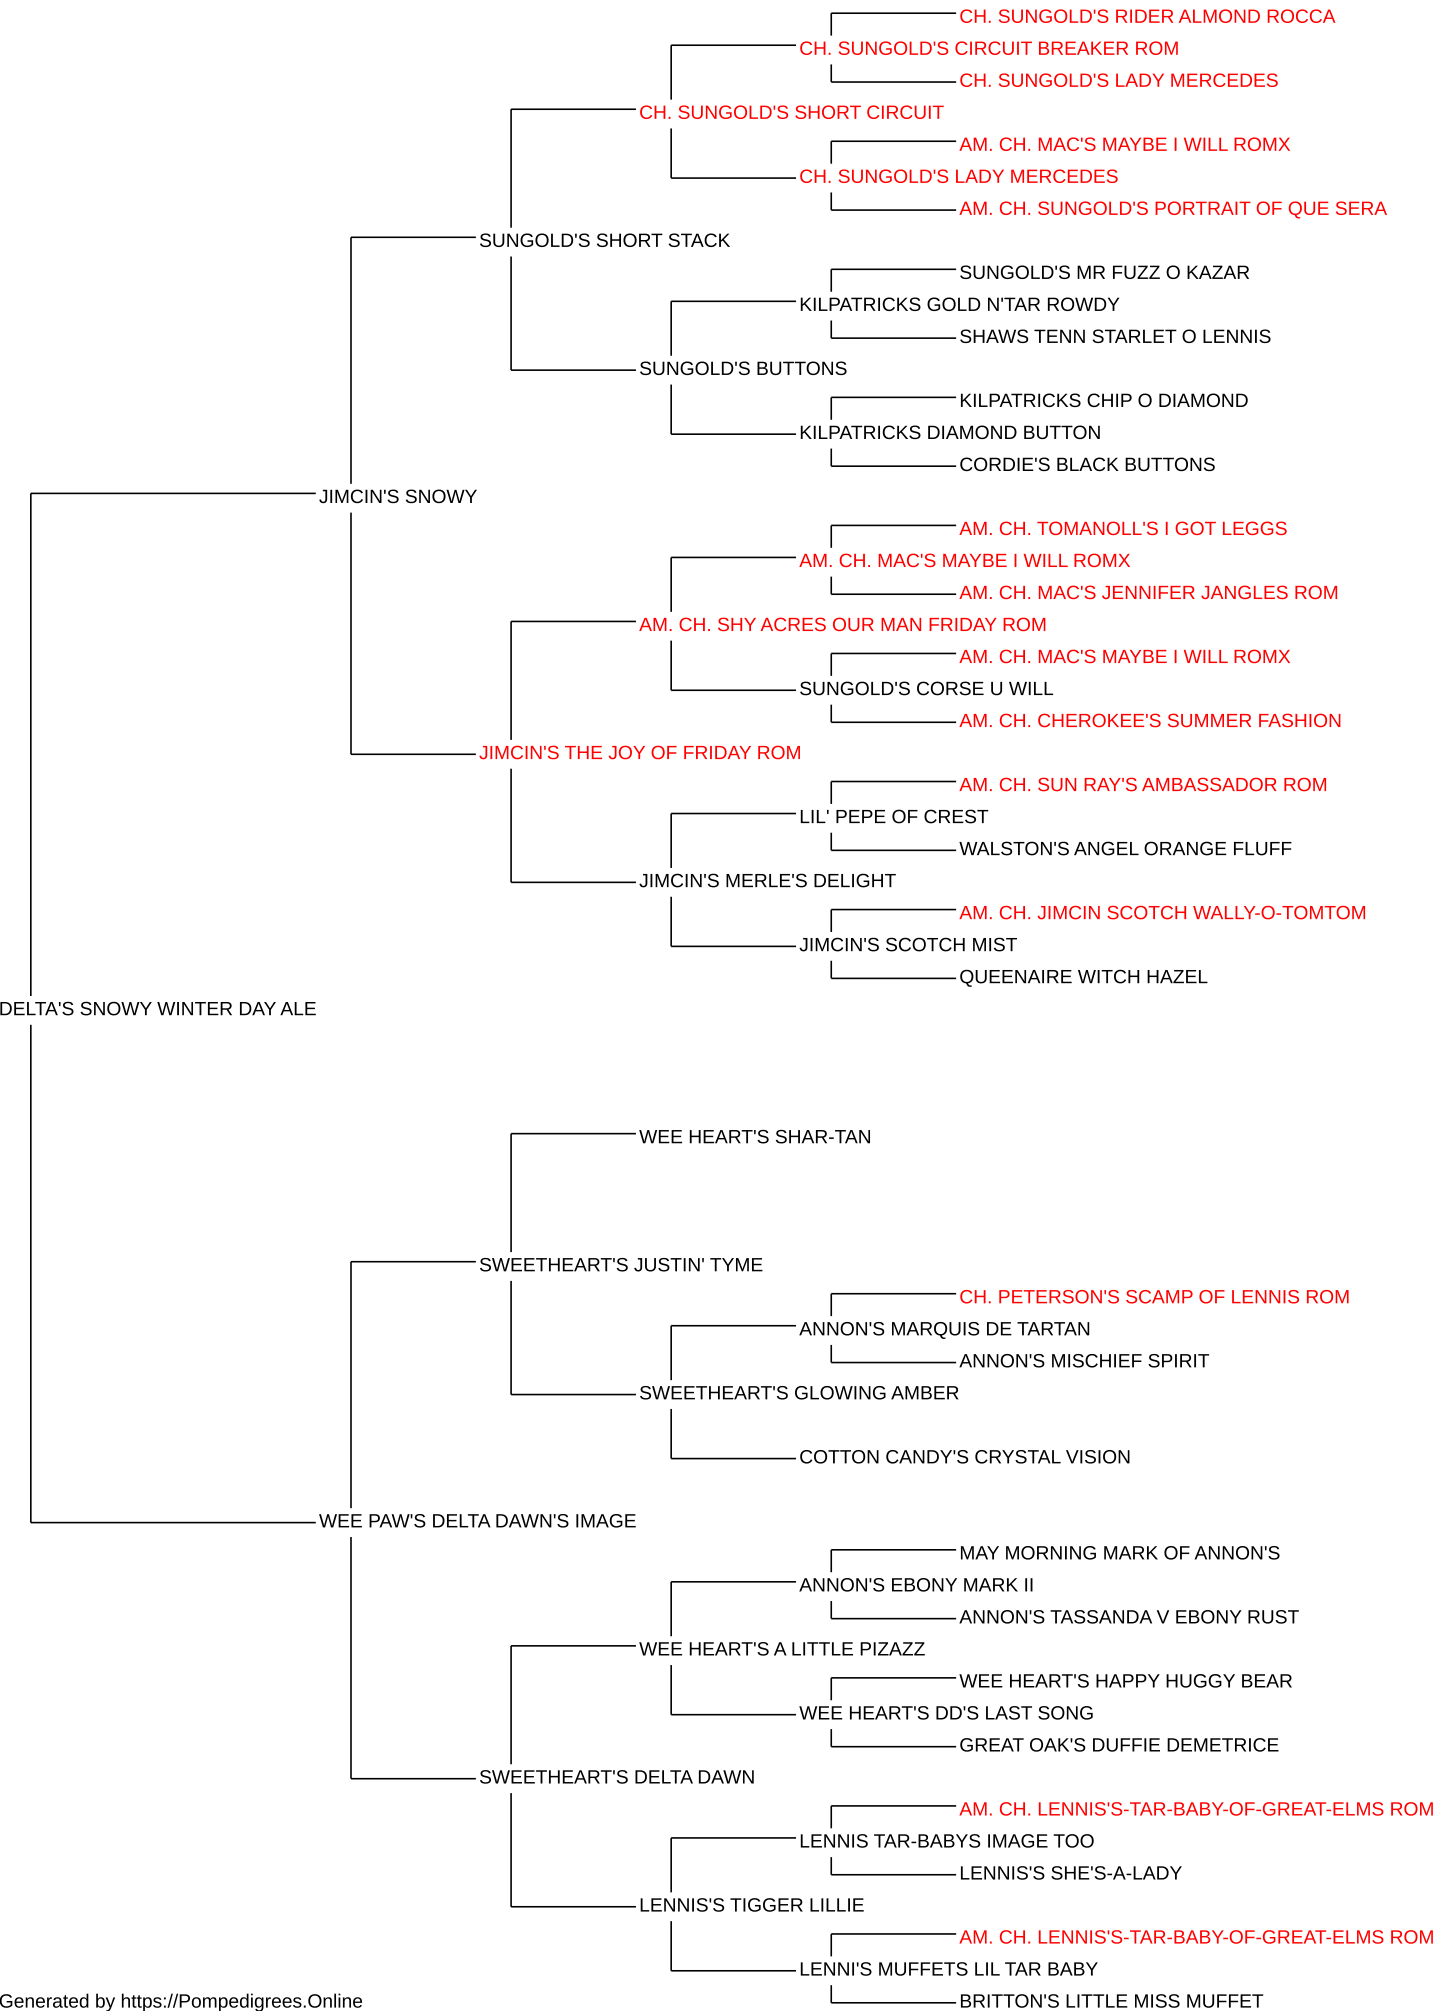 CH. SUNGOLD'S RIDER ALMOND ROCCA
CH. SUNGOLD'S CIRCUIT BREAKER ROM
CH. SUNGOLD'S LADY MERCEDES
CH. SUNGOLD'S SHORT CIRCUIT
AM. CH. MAC'S MAYBE I WILL ROMX
CH. SUNGOLD'S LADY MERCEDES
AM. CH. SUNGOLD'S PORTRAIT OF QUE SERA
SUNGOLD'S SHORT STACK
SUNGOLD'S MR FUZZ O KAZAR
KILPATRICKS GOLD N'TAR ROWDY
SHAWS TENN STARLET O LENNIS
SUNGOLD'S BUTTONS
KILPATRICKS CHIP O DIAMOND
KILPATRICKS DIAMOND BUTTON
CORDIE'S BLACK BUTTONS
JIMCIN'S SNOWY
AM. CH. TOMANOLL'S I GOT LEGGS
AM. CH. MAC'S MAYBE I WILL ROMX
AM. CH. MAC'S JENNIFER JANGLES ROM
AM. CH. SHY ACRES OUR MAN FRIDAY ROM
AM. CH. MAC'S MAYBE I WILL ROMX
SUNGOLD'S CORSE U WILL
AM. CH. CHEROKEE'S SUMMER FASHION
JIMCIN'S THE JOY OF FRIDAY ROM
AM. CH. SUN RAY'S AMBASSADOR ROM
LIL' PEPE OF CREST
WALSTON'S ANGEL ORANGE FLUFF
JIMCIN'S MERLE'S DELIGHT
AM. CH. JIMCIN SCOTCH WALLY-O-TOMTOM
JIMCIN'S SCOTCH MIST
QUEENAIRE WITCH HAZEL
DELTA'S SNOWY WINTER DAY ALE
WEE HEART'S SHAR-TAN
SWEETHEART'S JUSTIN' TYME
CH. PETERSON'S SCAMP OF LENNIS ROM
ANNON'S MARQUIS DE TARTAN
ANNON'S MISCHIEF SPIRIT
SWEETHEART'S GLOWING AMBER
COTTON CANDY'S CRYSTAL VISION
WEE PAW'S DELTA DAWN'S IMAGE
MAY MORNING MARK OF ANNON'S
ANNON'S EBONY MARK II
ANNON'S TASSANDA V EBONY RUST
WEE HEART'S A LITTLE PIZAZZ
WEE HEART'S HAPPY HUGGY BEAR
WEE HEART'S DD'S LAST SONG
GREAT OAK'S DUFFIE DEMETRICE
SWEETHEART'S DELTA DAWN
AM. CH. LENNIS'S-TAR-BABY-OF-GREAT-ELMS ROM
LENNIS TAR-BABYS IMAGE TOO
LENNIS'S SHE'S-A-LADY
LENNIS'S TIGGER LILLIE
AM. CH. LENNIS'S-TAR-BABY-OF-GREAT-ELMS ROM
LENNI'S MUFFETS LIL TAR BABY
BRITTON'S LITTLE MISS MUFFET
Generated by https://Pompedigrees.Online